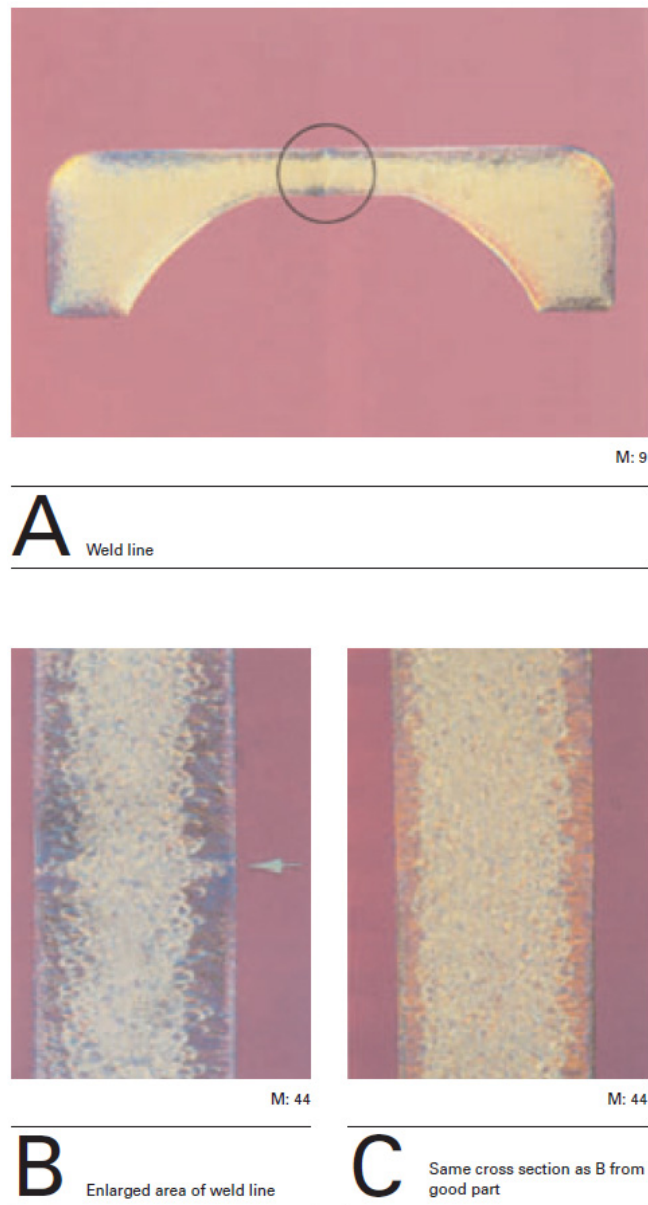 M: 9
A Weld line
M: 44
M: 44
B Enlarged area of weld line
C Same cross section as B from
good part